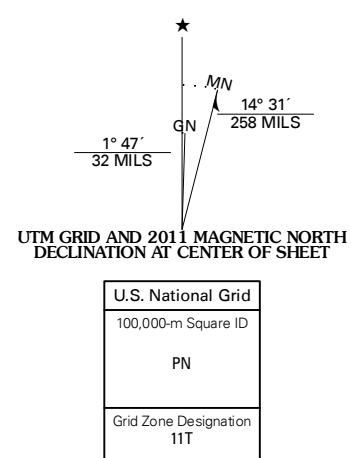 ★
MN
14° 31´
258 MILS
GN
1° 47´
32 MILS
UTM GRID AND 2011 MAGNETIC NORTH
DECLINATION AT CENTER OF SHEET
U.S. National Grid
100,000-m Square ID
PN
Grid Zone Designation
11T